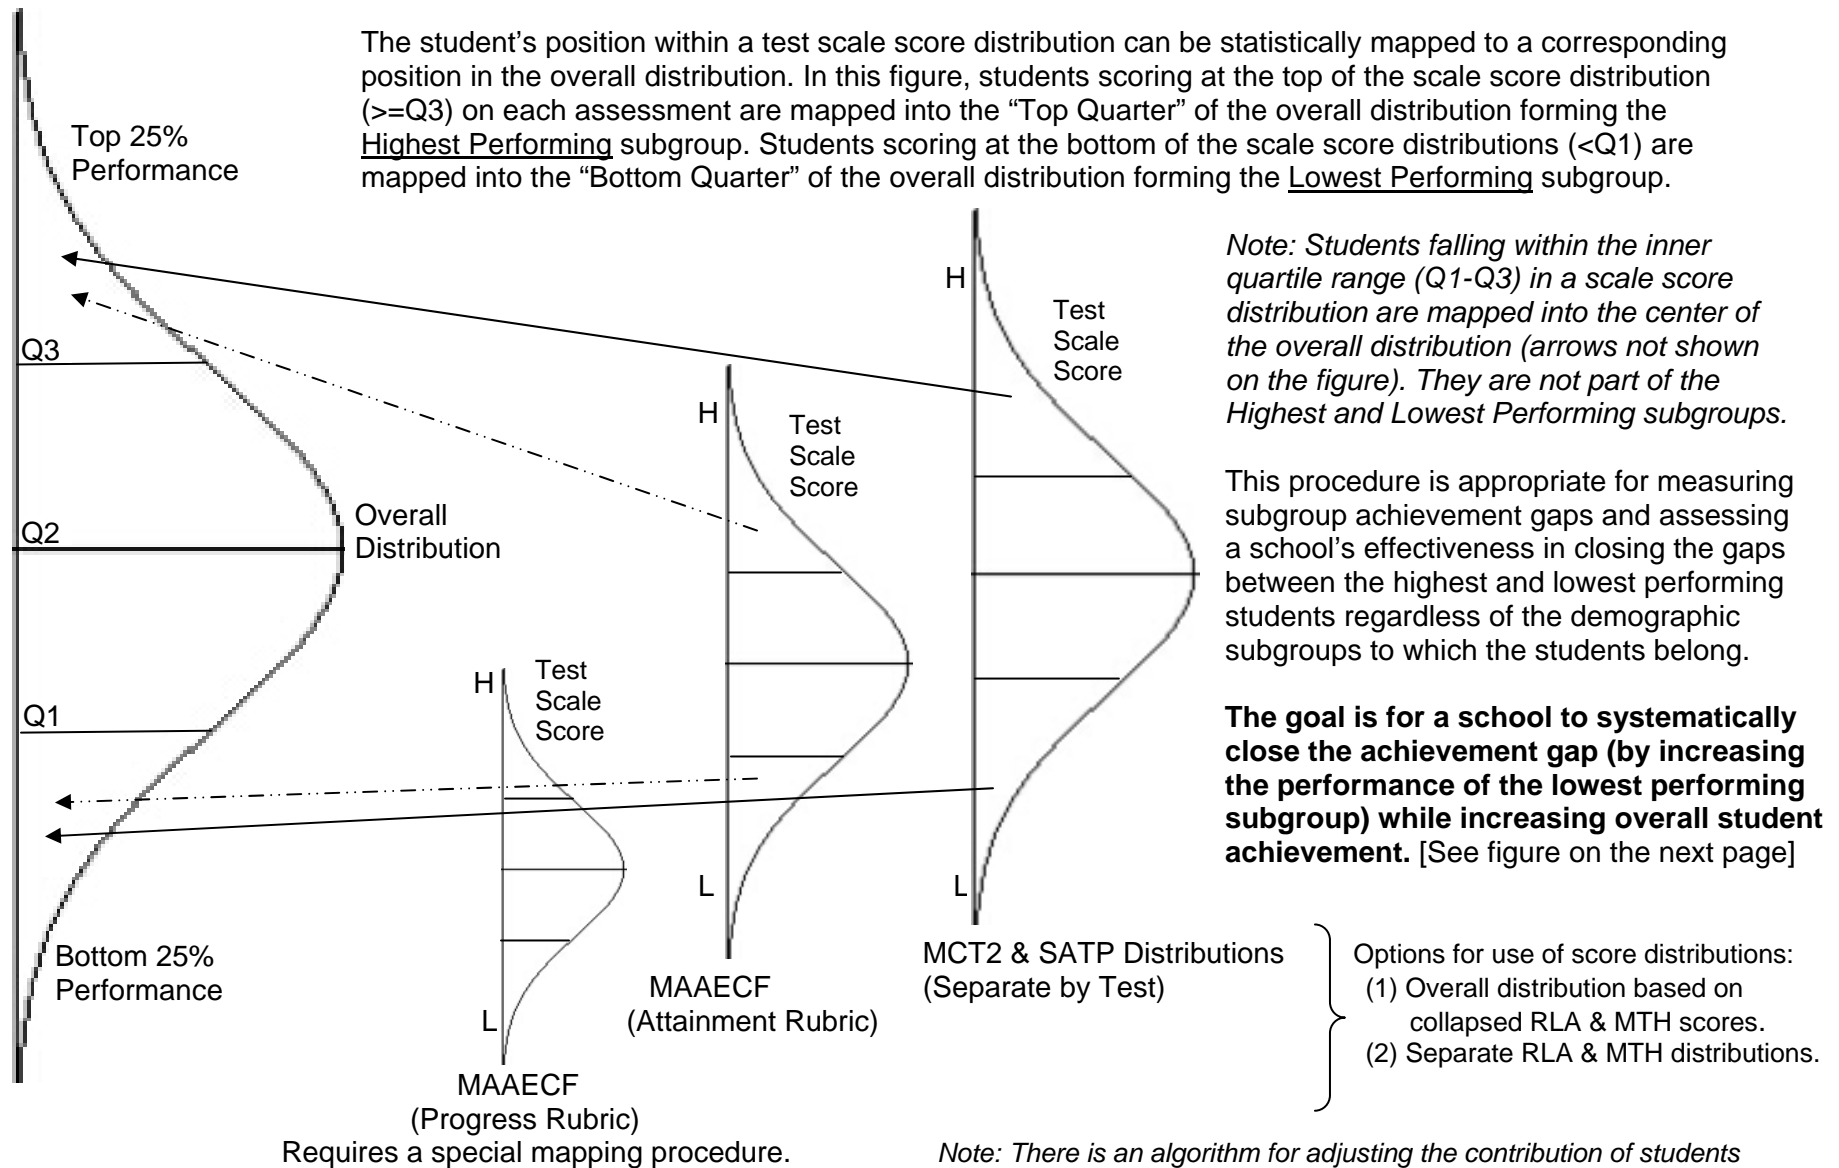 The student’s position within a test scale score distribution can be statistically mapped to a corresponding
position in the overall distribution. In this figure, students scoring at the top of the scale score distribution
(>=Q3) on each assessment are mapped into the “Top Quarter” of the overall distribution forming the
Highest Performing subgroup. Students scoring at the bottom of the scale score distributions (<Q1) are
mapped into the “Bottom Quarter” of the overall distribution forming the Lowest Performing subgroup.
Top 25%
Performance
Q3
Q2
Q1
Overall
Distribution
Bottom 25%
Performance
H
Test
Scale
Score
L
MAAECF
(Progress Rubric)
Requires a special mapping procedure.
H
Test
Scale
Score
L
MAAECF
(Attainment Rubric)
H
Test
Scale
Score
L
MCT2 & SATP Distributions
(Separate by Test)
Note: Students falling within the inner
quartile range (Q1-Q3) in a scale score
distribution are mapped into the center of
the overall distribution (arrows not shown
on the figure). They are not part of the
Highest and Lowest Performing subgroups.
This procedure is appropriate for measuring
subgroup achievement gaps and assessing
a school’s effectiveness in closing the gaps
between the highest and lowest performing
students regardless of the demographic
subgroups to which the students belong.
The goal is for a school to systematically
close the achievement gap (by increasing
the performance of the lowest performing
subgroup) while increasing overall student
achievement. [See figure on the next page]
Options for use of score distributions:
(1) Overall distribution based on
collapsed RLA & MTH scores.
(2) Separate RLA & MTH distributions.
Note: There is an algorithm for adjusting the contribution of students